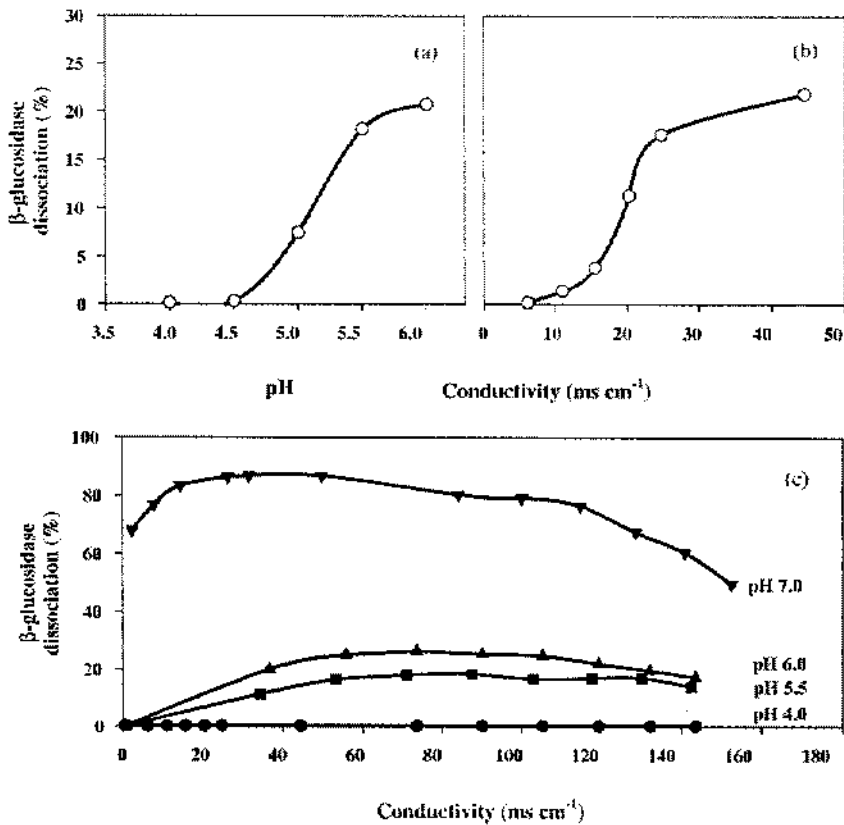 30
25
20
15
10
5
0
β-glucosidase
dissociation (%)
(a)
(b)
3.5 4.0 4.5 5.0 5.5 6.0
0 10 20 30 40 50
pH
Conductivity (ms cm⁻¹)
100
80
60
40
20
0
β-glucosidase
dissociation (%)
(c)
pH 7.0
pH 6.0
pH 5.5
pH 4.0
0 20 40 60 80 100 120 140 160 180
Conductivity (ms cm⁻¹)